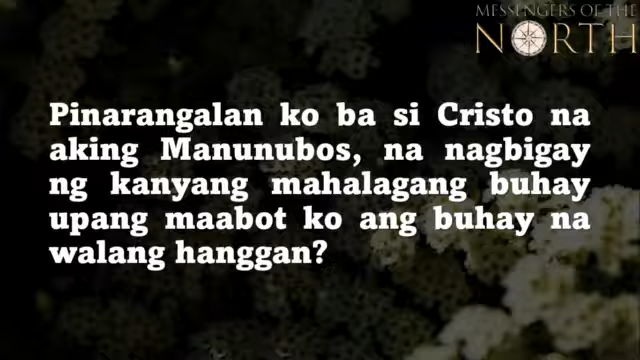 MESSENGERS OF THE
NORTH
Pinarangalan ko ba si Cristo na
aking Manunubos, na nagbigay
ng kanyang mahalagang buhay
upang maabot ko ang buhay na
walang hanggan?